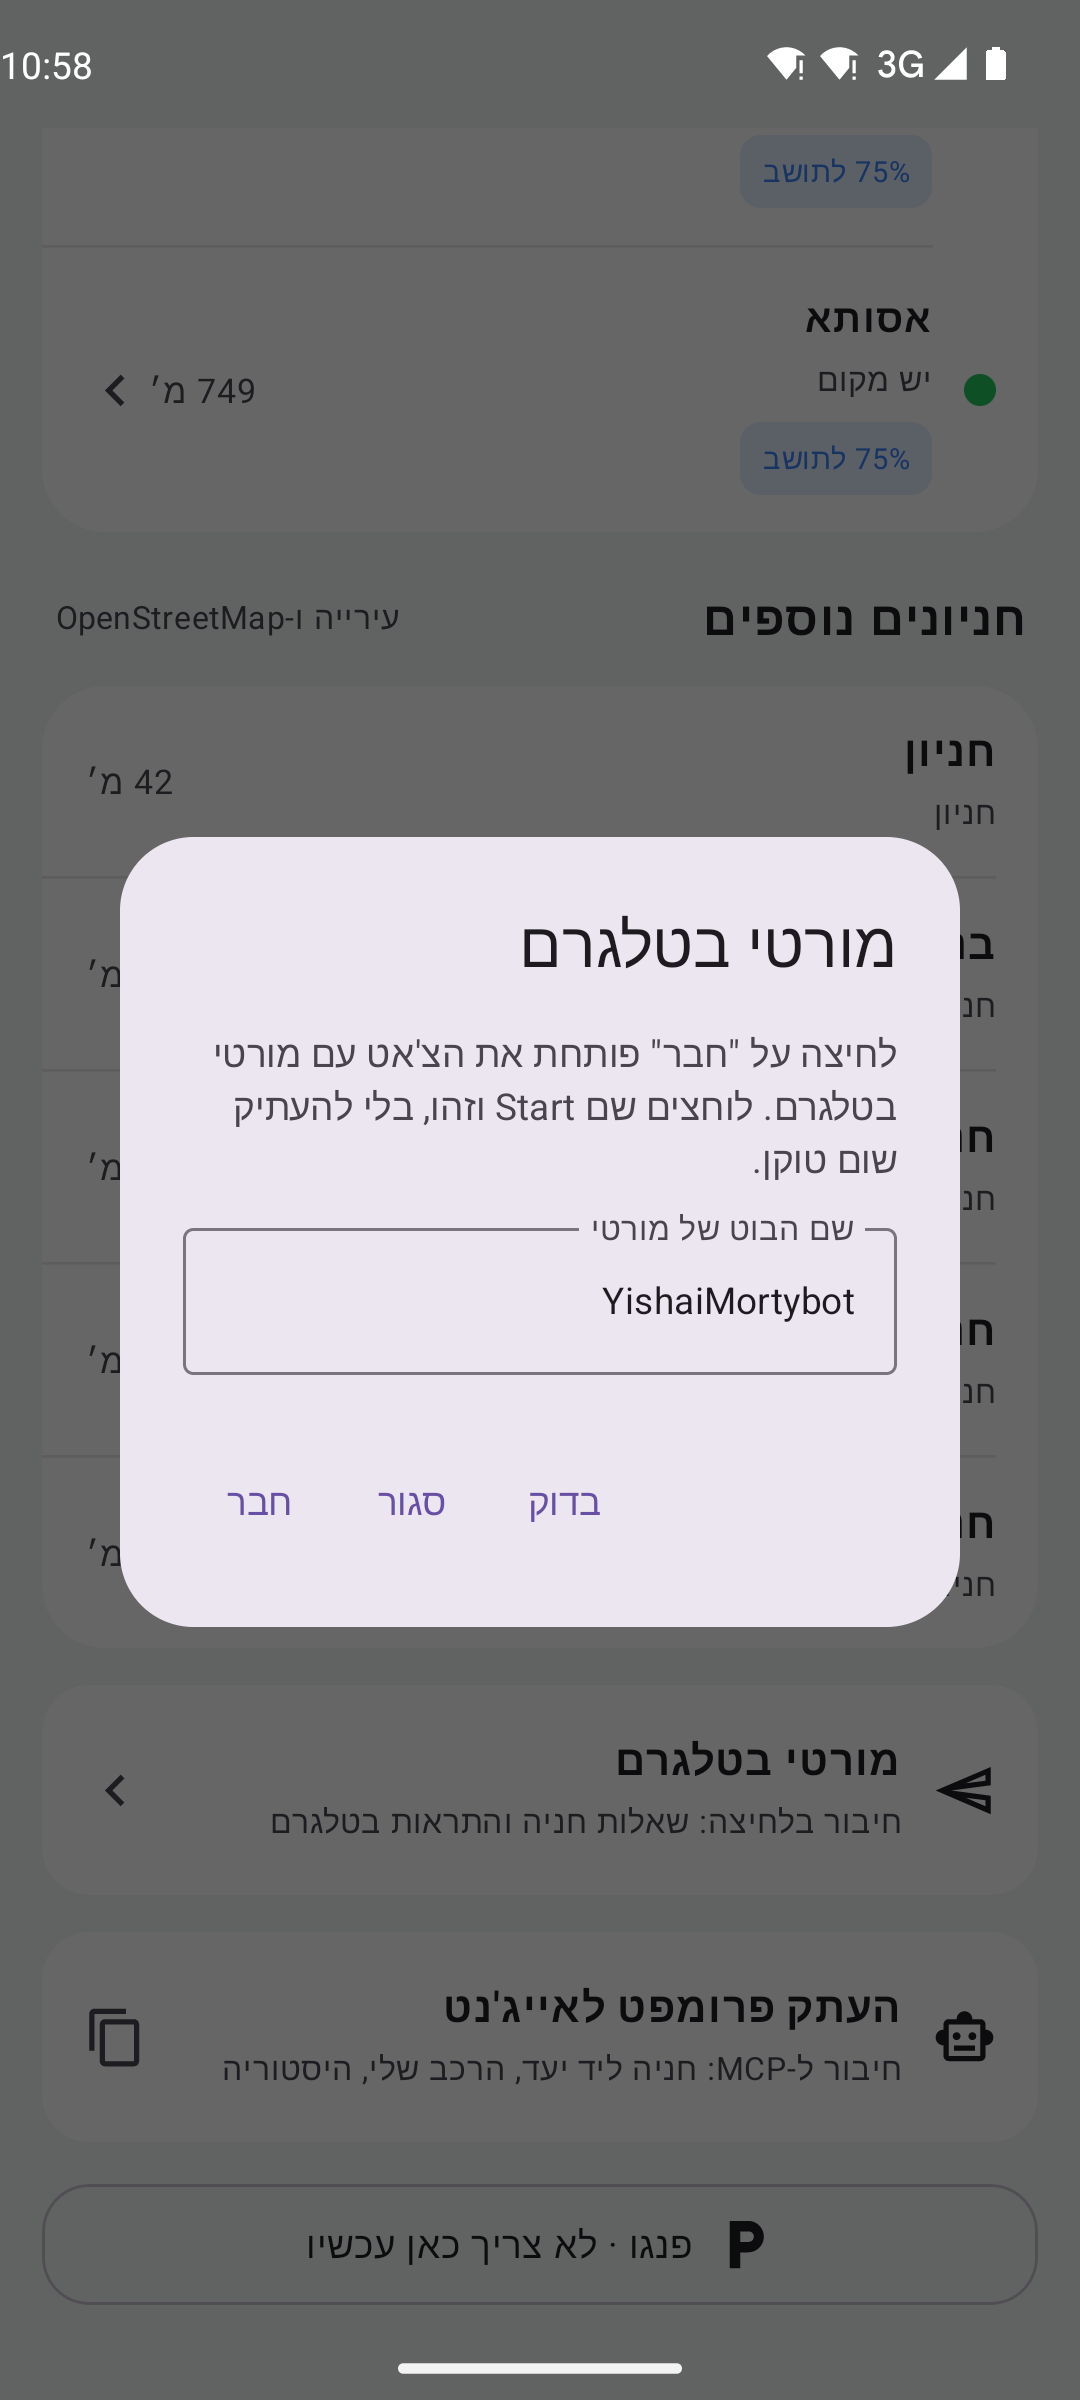 10:58
3G
75% לתושב
אסותא
יש מקום
749 מ׳
75% לתושב
חניונים נוספים
עירייה ו-OpenStreetMap
חניון
חניון
42 מ׳
מ׳
מ׳
מ׳
מ׳
מורטי בטלגרם
לחיצה על "חבר" פותחת את הצ'אט עם מורטי
בטלגרם. לוחצים שם Start וזהו, בלי להעתיק
שום טוקן.
שם הבוט של מורטי
YishaiMortybot
בדוק
סגור
חבר
מורטי בטלגרם
חיבור בלחיצה: שאלות חניה והתראות בטלגרם
העתק פרומפט לאייג'נט
חיבור ל-MCP: חניה ליד יעד, הרכב שלי, היסטוריה
פנגו · לא צריך כאן עכשיו